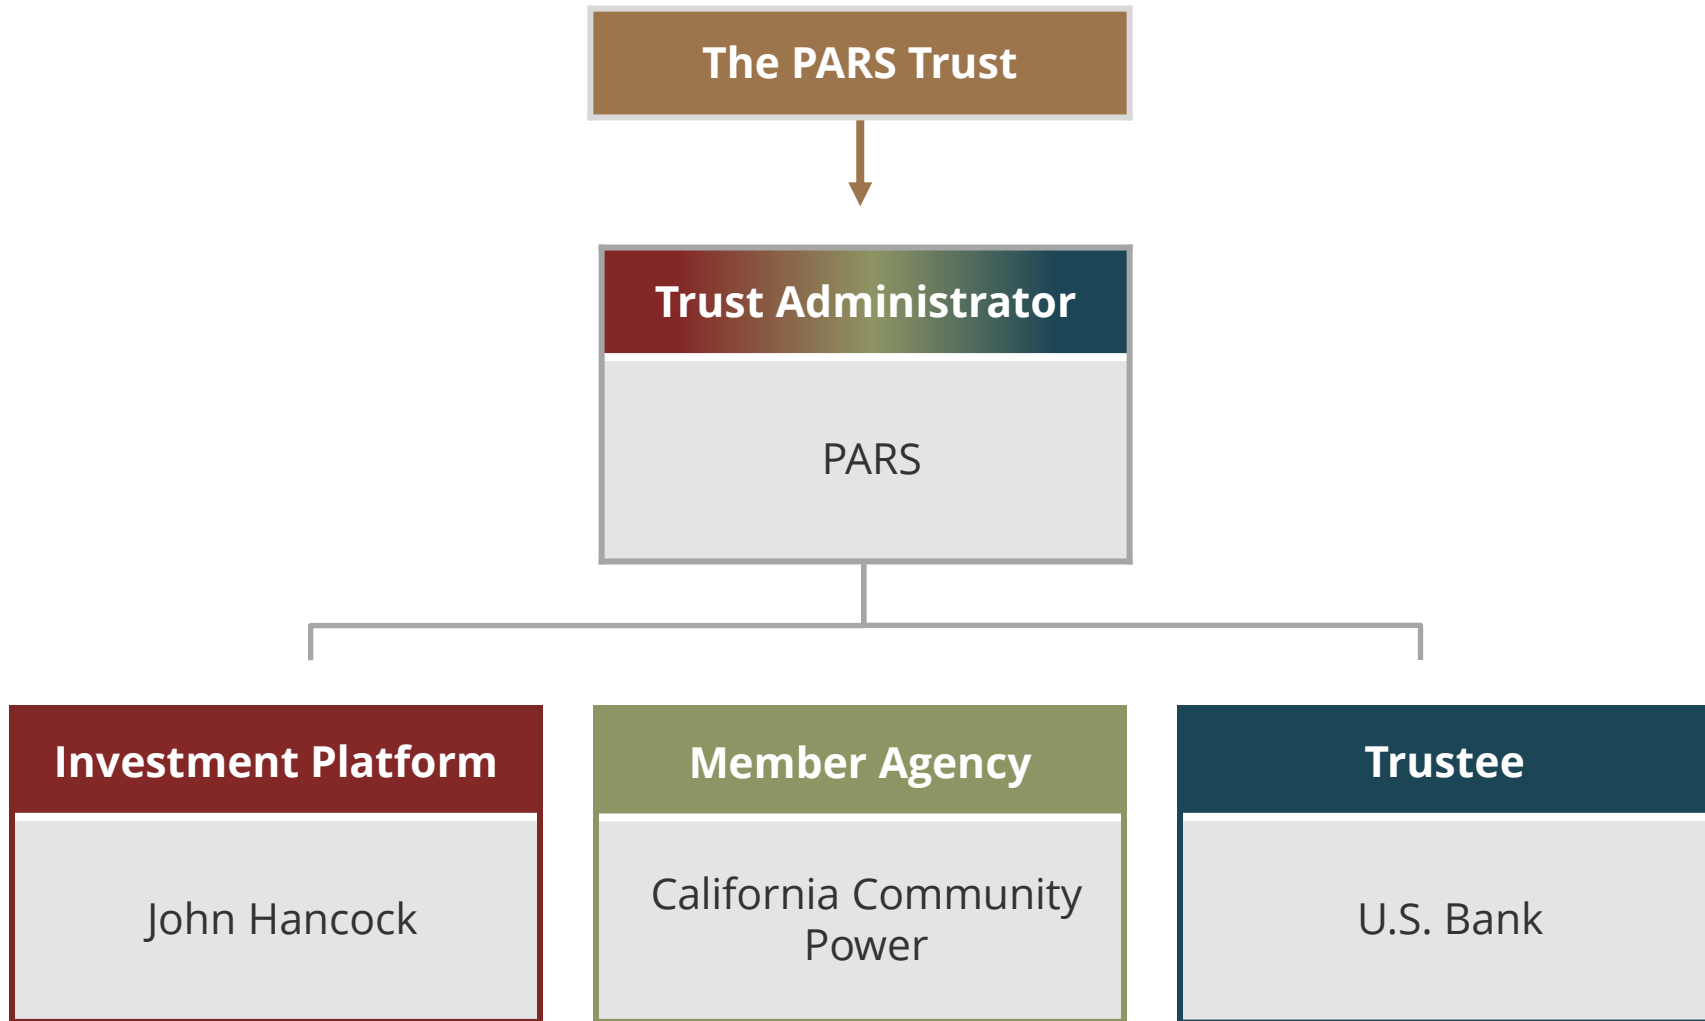 The PARS Trust
Trust Administrator
PARS
Investment Platform
John Hancock
Member Agency
California Community
Power
Trustee
U.S. Bank